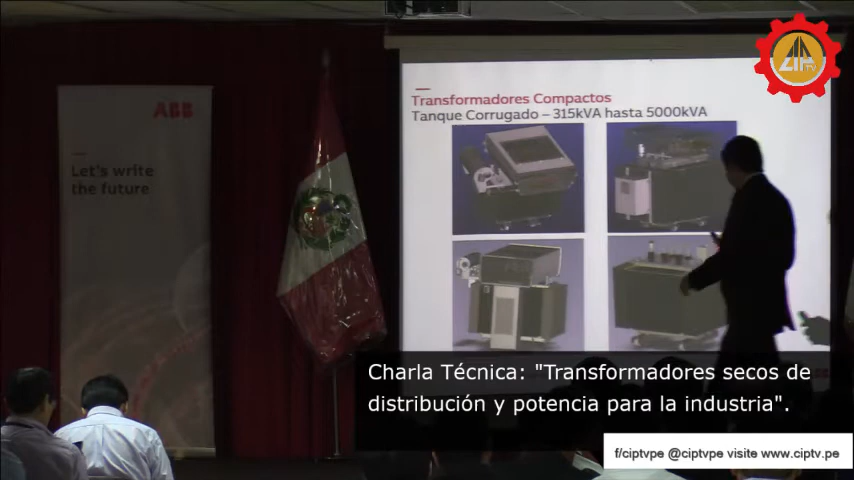 CIP
TV
ABB
Let's write
the future
Transformadores Compactos
Tanque Corrugado – 315kVA hasta 5000kVA
Charla Técnica: "Transformadores secos de
distribución y potencia para la industria".
f/ciptvpe @ciptvpe visite www.ciptv.pe